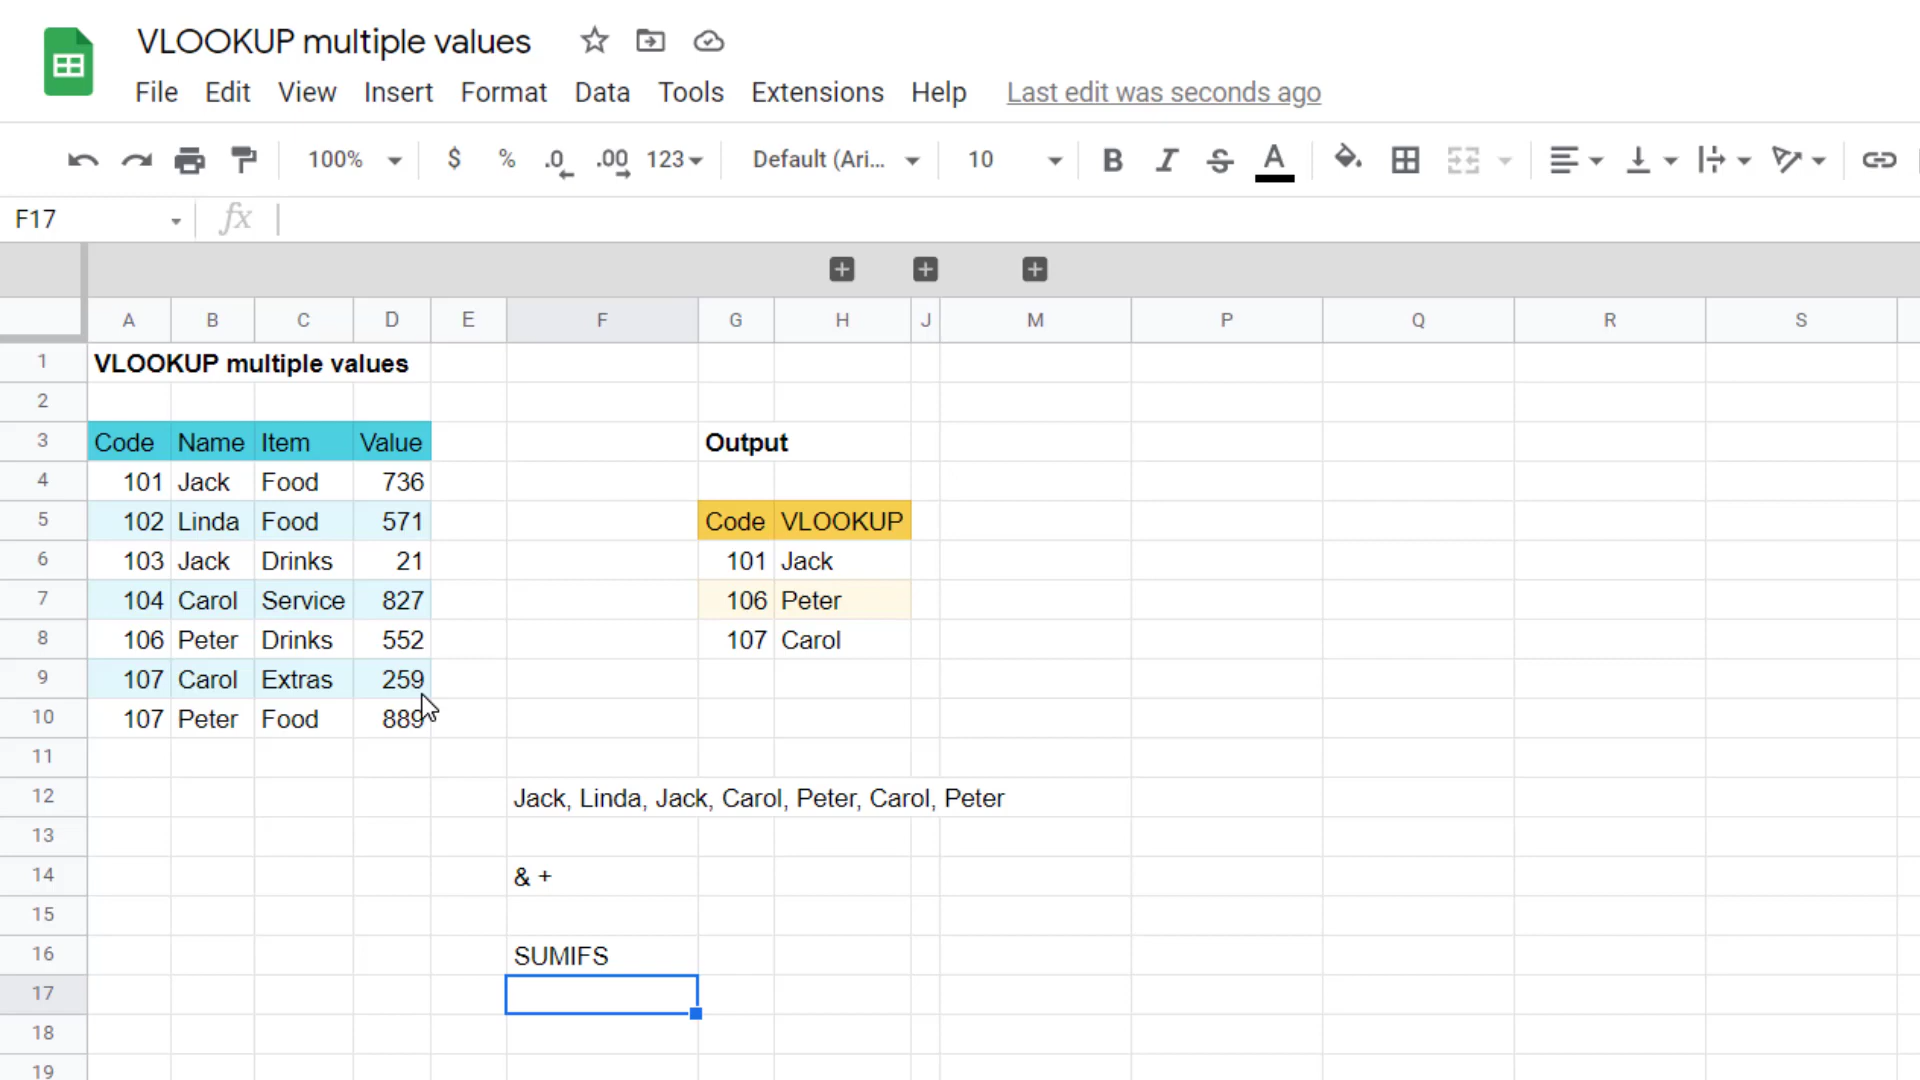 VLOOKUP multiple values
File Edit View Insert Format Data Tools Extensions Help Last edit was seconds ago
100% $ % .0 .00 123 Default (Ari... 10 B I S A
F17 fx
A B C D E F G H J M P Q R S
1 VLOOKUP multiple values
2
3 Code Name Item Value Output
4 101 Jack Food 736
5 102 Linda Food 571 Code VLOOKUP
6 103 Jack Drinks 21 101 Jack
7 104 Carol Service 827 106 Peter
8 106 Peter Drinks 552 107 Carol
9 107 Carol Extras 259
10 107 Peter Food 889
11
12 Jack, Linda, Jack, Carol, Peter, Carol, Peter
13
14 & +
15
16 SUMIFS
17
18
19